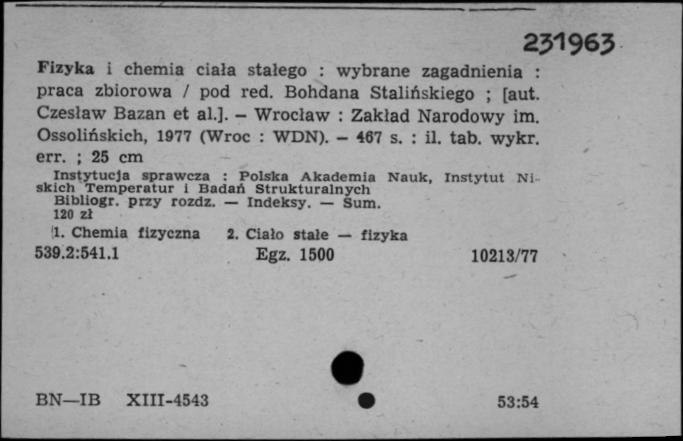 231963
Fizyka i chemia ciała stałego : wybrane zagadnienia :
praca zbiorowa / pod red. Bohdana Stalińskiego ; [aut.
Czesław Bazan et al.]. — Wrocław : Zakład Narodowy im.
Ossolińskich, 1977 (Wroc : WDN). — 467 s. : il. tab. wykr.
err. ; 25 cm
Instytucja sprawcza : Polska Akademia Nauk, Instytut Ni-
skich Temperatur i Badań Strukturalnych
Bibliogr. przy rozdz. — Indeksy. — Sum.
120 zł
1. Chemia fizyczna 2. Ciało stałe — fizyka
539.2:541.1 Egz. 1500 10213/77
BN—IB XIII-4543 53:54